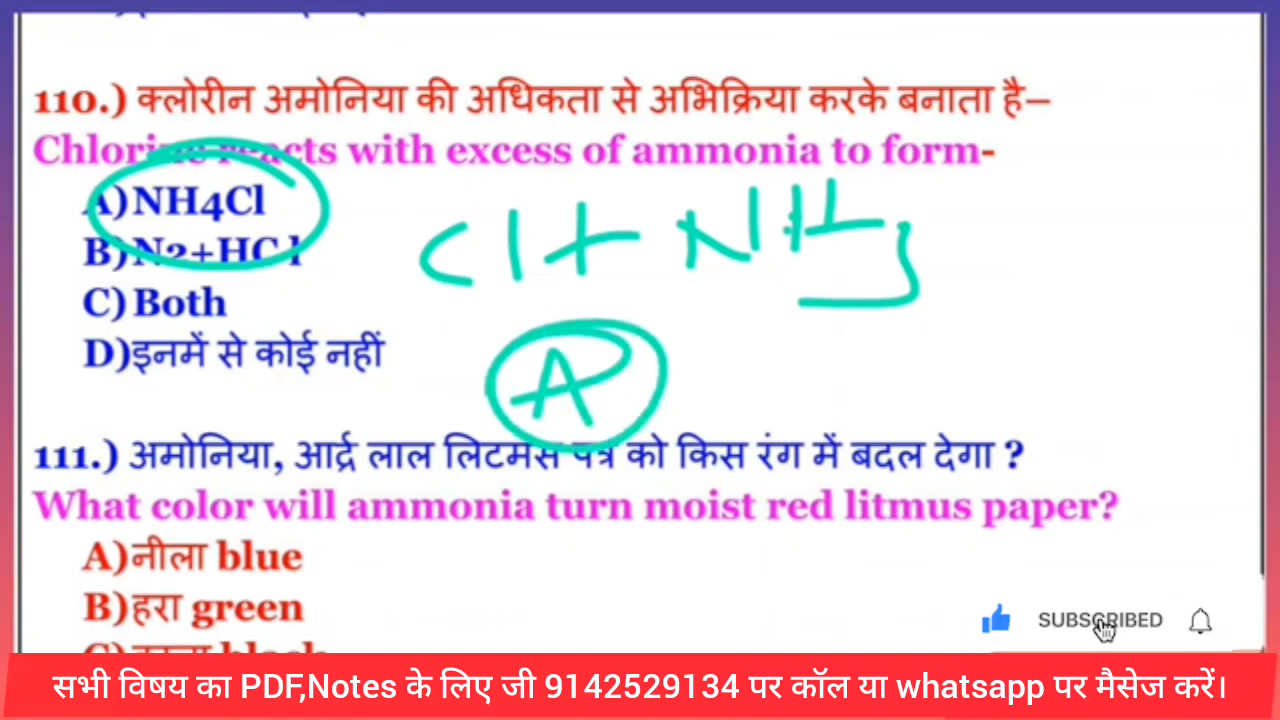 110.) क्लोरीन अमोनिया की अधिकता से अभिक्रिया करके बनाता है–
Chlorine reacts with excess of ammonia to form-
A) NH4Cl
B) N2+HCl
C) Both
D) इनमें से कोई नहीं
Cl + NH3
A
111.) अमोनिया, आर्द्र लाल लिटमस पत्र को किस रंग में बदल देगा ?
What color will ammonia turn moist red litmus paper?
A) नीला blue
B) हरा green
SUBSCRIBED
सभी विषय का PDF,Notes के लिए जी 9142529134 पर कॉल या whatsapp पर मैसेज करें।